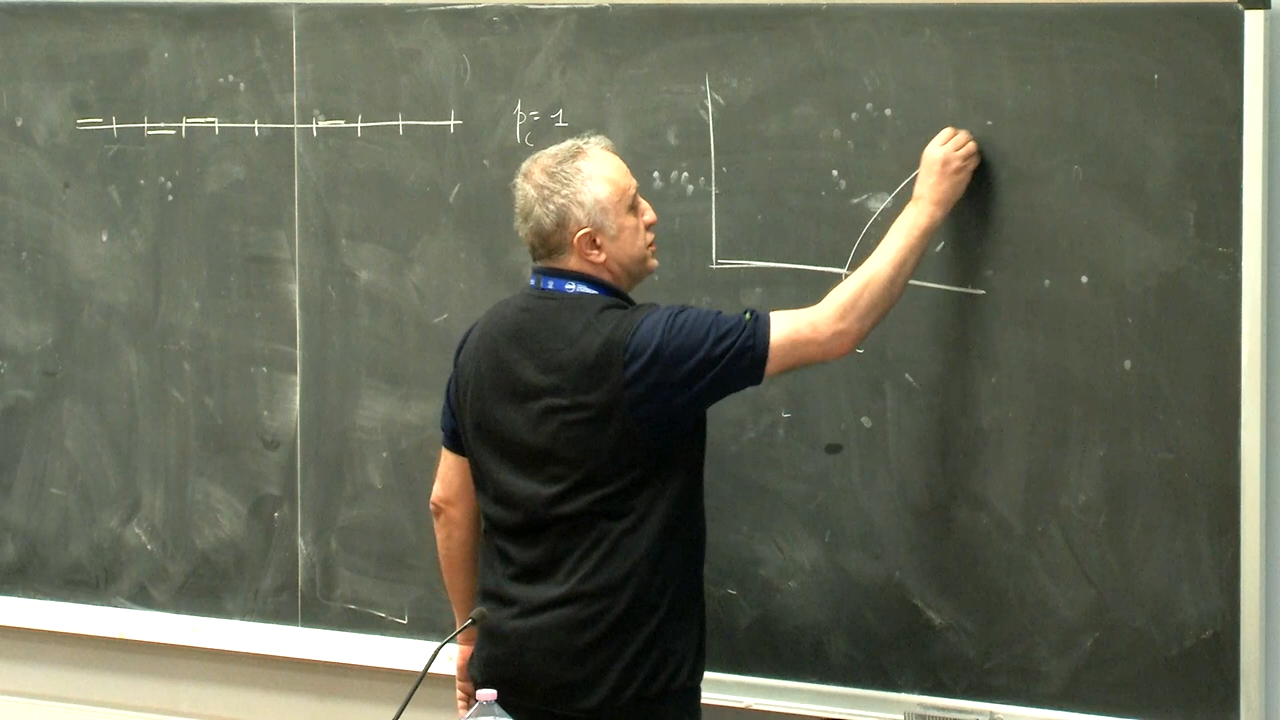 p_c = 1